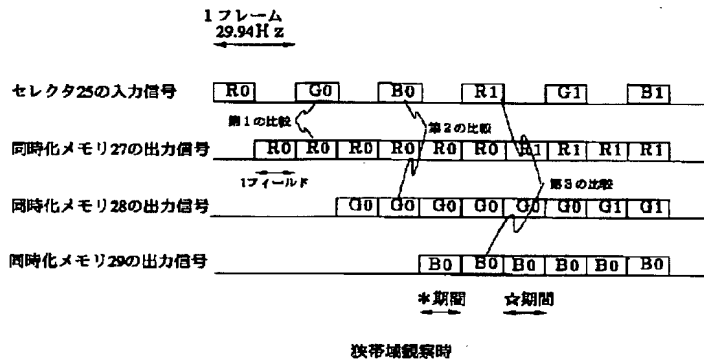 1フレーム
29.94Hz
セレクタ25の入力信号 R0 G0 B0 R1 G1 B1
第1の比較 第2の比較
同時化メモリ27の出力信号 R0 R0 R0 R0 R0 R0 R1 R1 R1 R1
1フィールド 第3の比較
同時化メモリ28の出力信号 G0 G0 G0 G0 G0 G0 G1 G1
同時化メモリ29の出力信号 B0 B0 B0 B0 B0 B0
*期間 ☆期間
狭帯域観察時